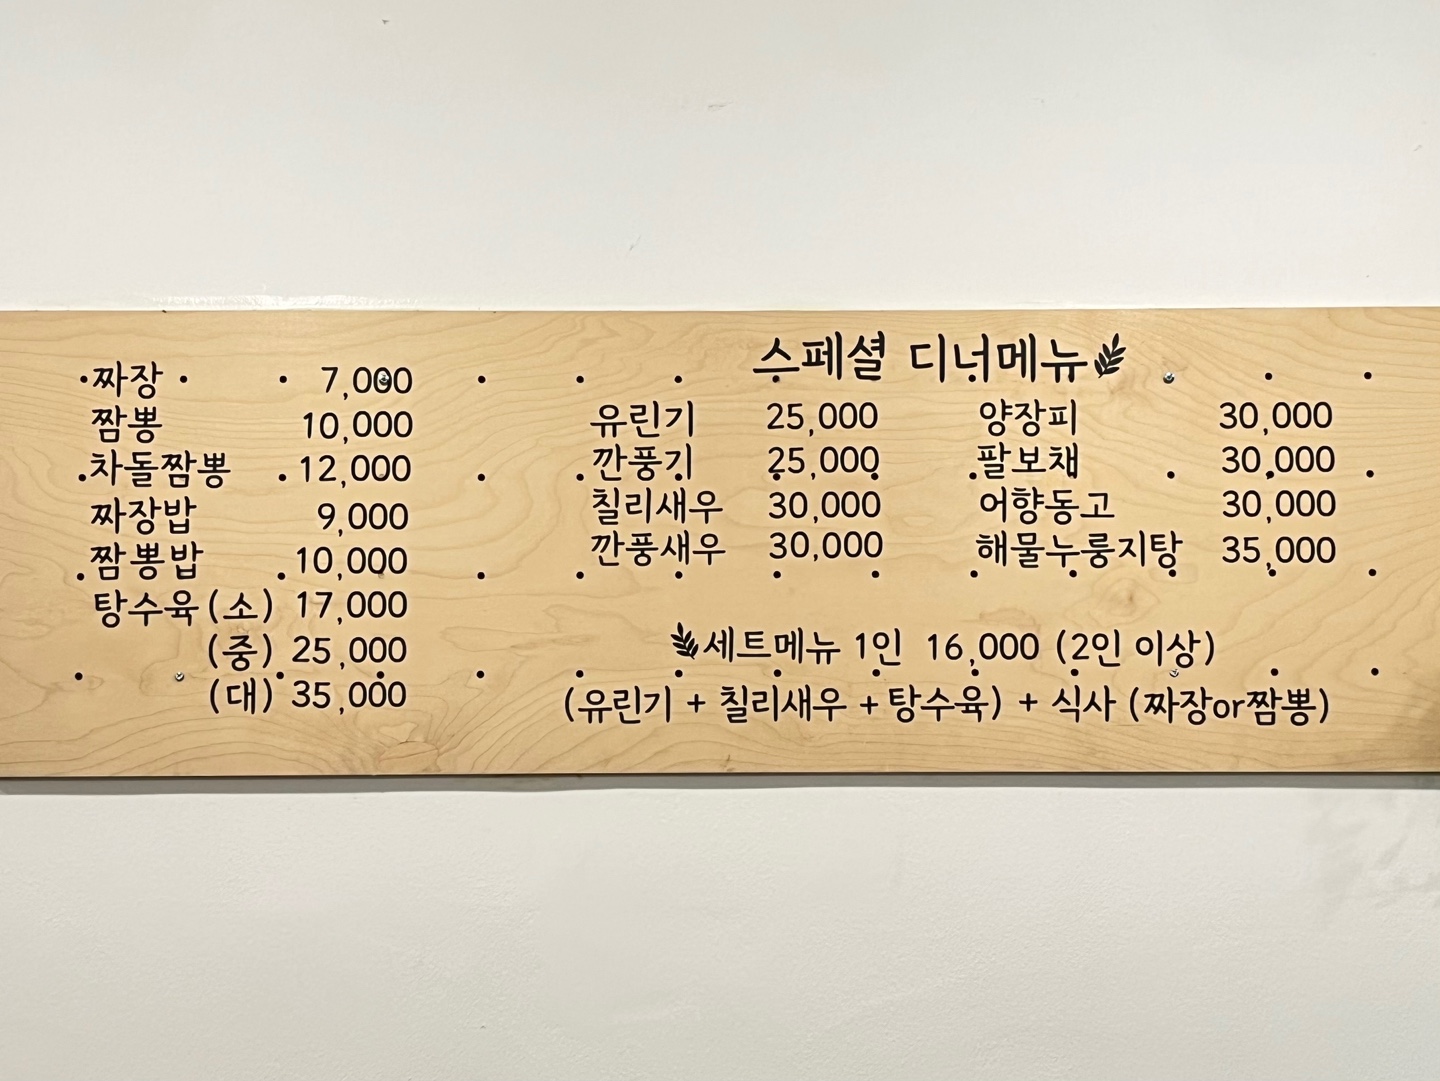 짜장 7,000
짬뽕 10,000
차돌짬뽕 12,000
짜장밥 9,000
짬뽕밥 10,000
탕수육(소) 17,000
(중) 25,000
(대) 35,000
스페셜 디너메뉴
유린기 25,000 양장피 30,000
깐풍기 25,000 팔보채 30,000
칠리새우 30,000 어향동고 30,000
깐풍새우 30,000 해물누룽지탕 35,000
세트메뉴 1인 16,000 (2인 이상)
(유린기 + 칠리새우 + 탕수육) + 식사 (짜장or짬뽕)